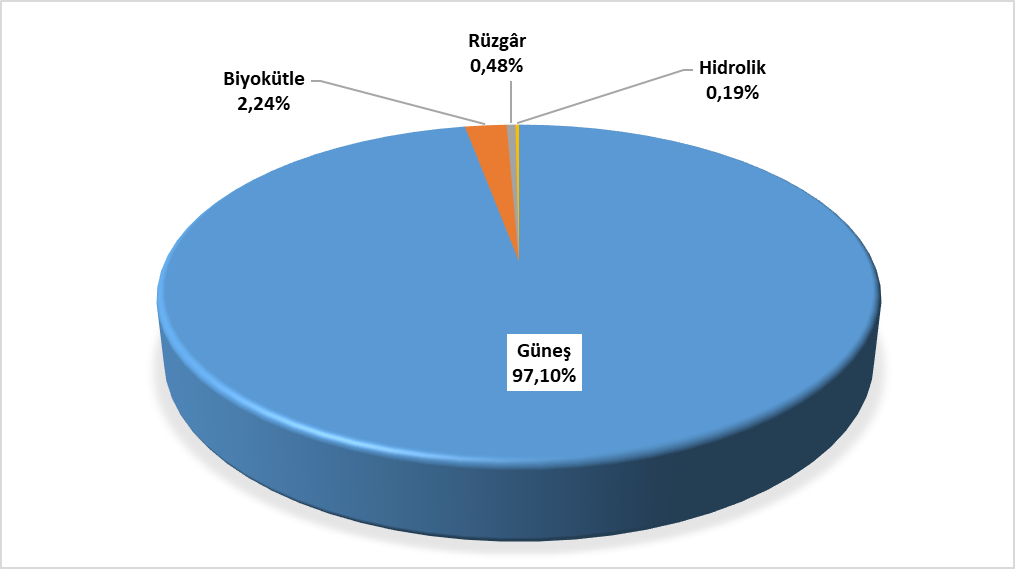 Rüzgâr
0,48%
Biyokütle
2,24%
Hidrolik
0,19%
Güneş
97,10%